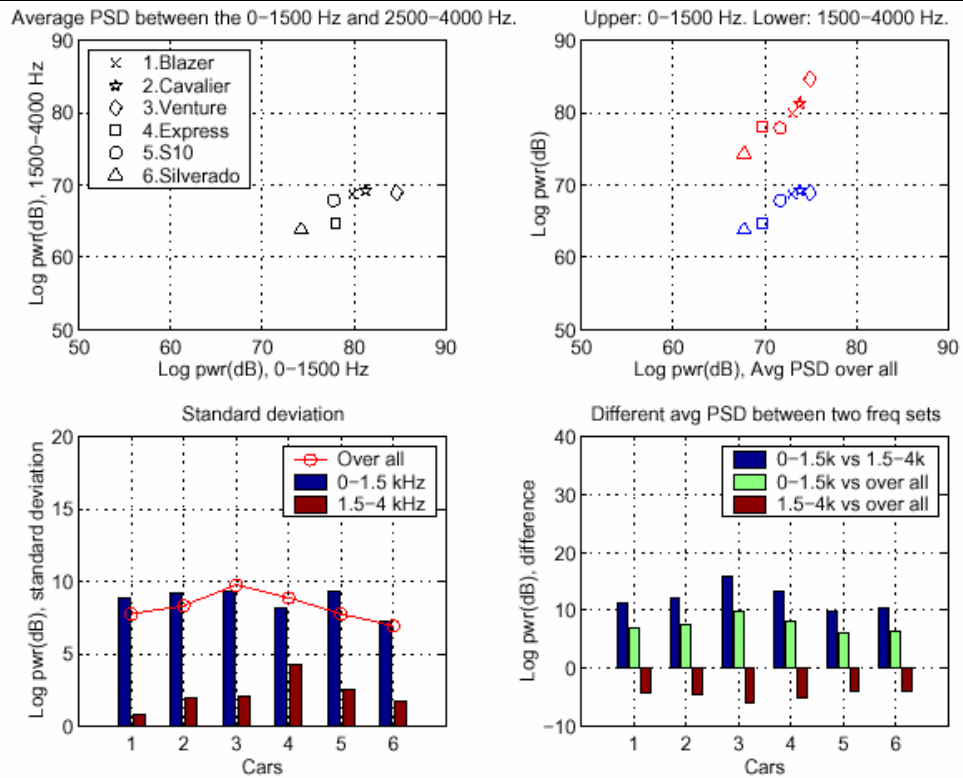 Average PSD between the 0−1500 Hz and 2500−4000 Hz.
90
80
70
60
50
Log pwr(dB), 1500−4000 Hz
1.Blazer
2.Cavalier
3.Venture
4.Express
5.S10
6.Silverado
50
60
70
80
90
Log pwr(dB), 0−1500 Hz
Upper: 0−1500 Hz. Lower: 1500−4000 Hz.
90
80
70
60
50
Log pwr(dB)
50
60
70
80
90
Log pwr(dB), Avg PSD over all
Standard deviation
20
15
10
5
0
Log pwr(dB), standard deviation
Over all
0−1.5 kHz
1.5−4 kHz
1
2
3
4
5
6
Cars
Different avg PSD between two freq sets
40
30
20
10
0
−10
Log pwr(dB), difference
0−1.5k vs 1.5−4k
0−1.5k vs over all
1.5−4k vs over all
1
2
3
4
5
6
Cars